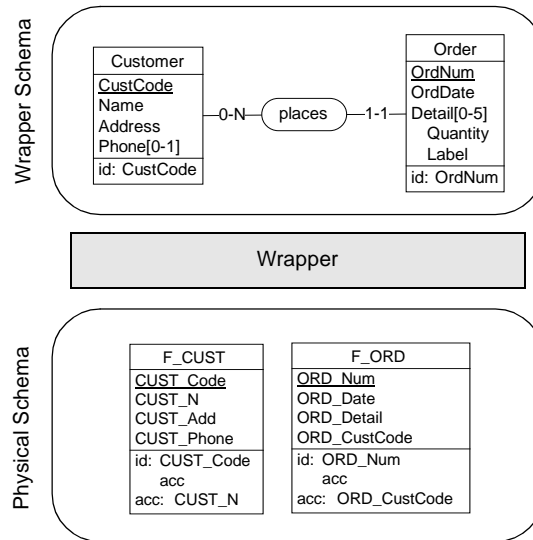 Wrapper Schema
Customer
CustCode
Name
Address
Phone[0-1]
id: CustCode
0-N
places
1-1
Order
OrdNum
OrdDate
Detail[0-5]
Quantity
Label
id: OrdNum
Wrapper
Physical Schema
F_CUST
CUST_Code
CUST_N
CUST_Add
CUST_Phone
id: CUST_Code
acc
acc: CUST_N
F_ORD
ORD_Num
ORD_Date
ORD_Detail
ORD_CustCode
id: ORD_Num
acc
acc: ORD_CustCode